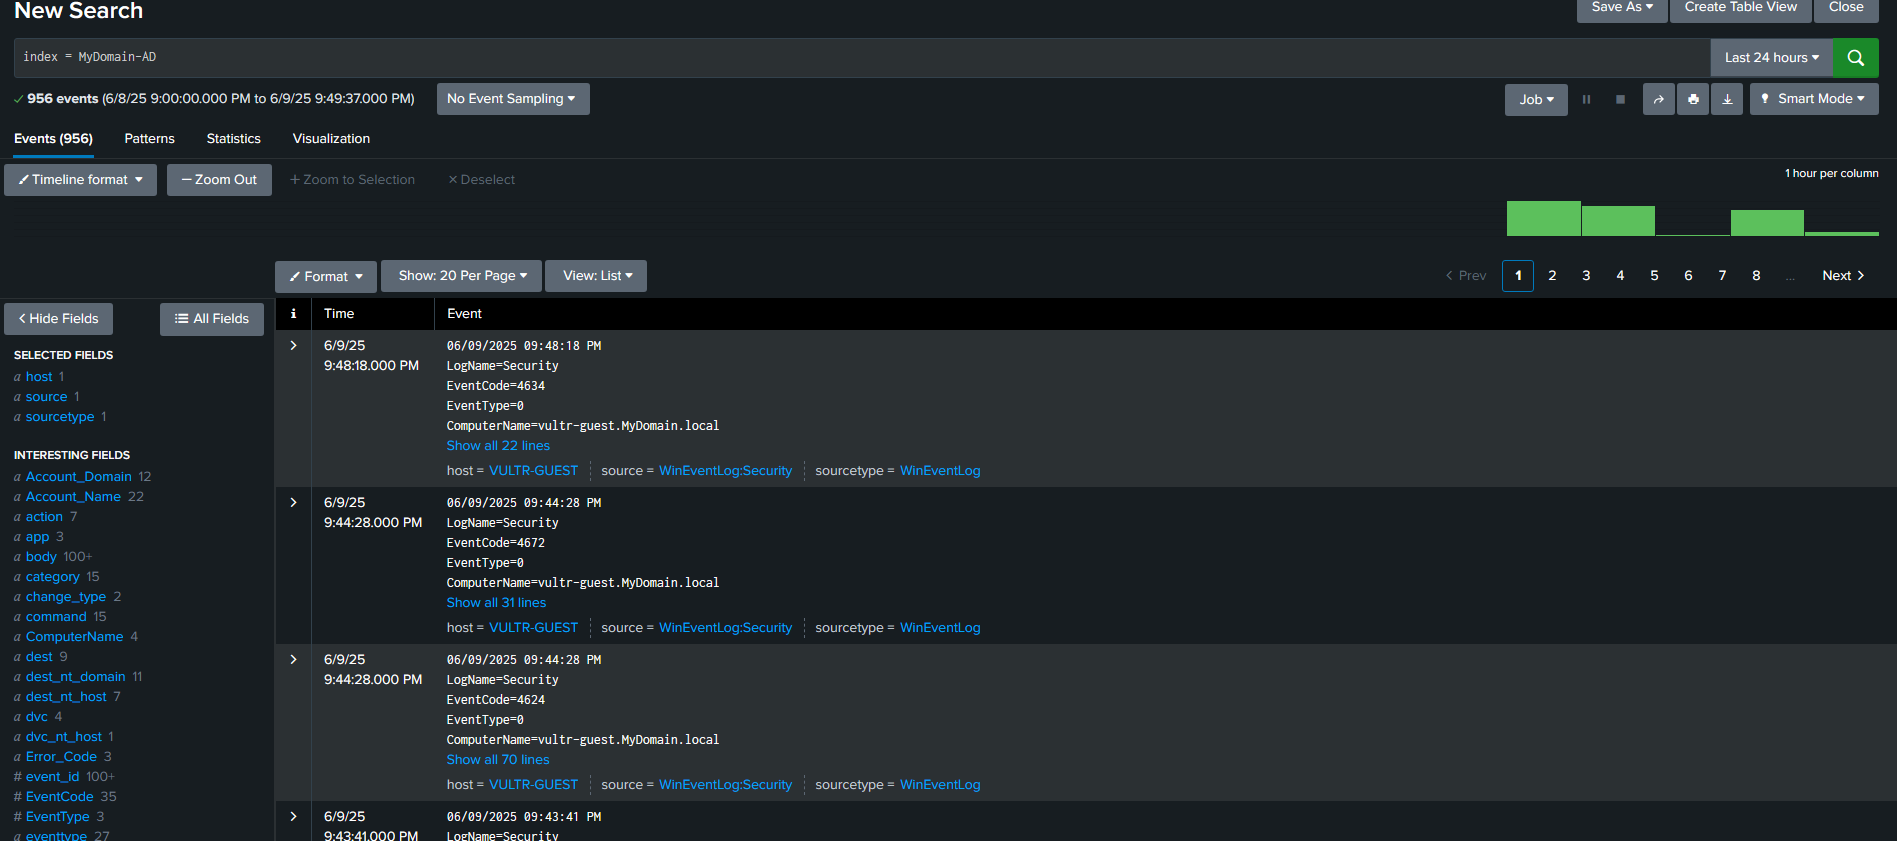 New Search
Save As
Create Table View
Close
index = MyDomain-AD
Last 24 hours
956 events (6/8/25 9:00:00.000 PM to 6/9/25 9:49:37.000 PM)
No Event Sampling
Job
Smart Mode
Events (956)
Patterns
Statistics
Visualization
Timeline format
— Zoom Out
+ Zoom to Selection
× Deselect
1 hour per column
Format
Show: 20 Per Page
View: List
< Prev
1
2
3
4
5
6
7
8
...
Next >
< Hide Fields
All Fields
i
Time
Event
SELECTED FIELDS
a host 1
a source 1
a sourcetype 1
INTERESTING FIELDS
a Account_Domain 12
a Account_Name 22
a action 7
a app 3
a body 100+
a category 15
a change_type 2
a command 15
a ComputerName 4
a dest 9
a dest_nt_domain 11
a dest_nt_host 7
a dvc 4
a dvc_nt_host 1
a Error_Code 3
# event_id 100+
# EventCode 35
# EventType 3
a eventtype 27
>
6/9/25
9:48:18.000 PM
06/09/2025 09:48:18 PM
LogName=Security
EventCode=4634
EventType=0
ComputerName=vultr-guest.MyDomain.local
Show all 22 lines
host = VULTR-GUEST source = WinEventLog:Security sourcetype = WinEventLog
>
6/9/25
9:44:28.000 PM
06/09/2025 09:44:28 PM
LogName=Security
EventCode=4672
EventType=0
ComputerName=vultr-guest.MyDomain.local
Show all 31 lines
host = VULTR-GUEST source = WinEventLog:Security sourcetype = WinEventLog
>
6/9/25
9:44:28.000 PM
06/09/2025 09:44:28 PM
LogName=Security
EventCode=4624
EventType=0
ComputerName=vultr-guest.MyDomain.local
Show all 70 lines
host = VULTR-GUEST source = WinEventLog:Security sourcetype = WinEventLog
>
6/9/25
9:43:41.000 PM
06/09/2025 09:43:41 PM
LogName=Security